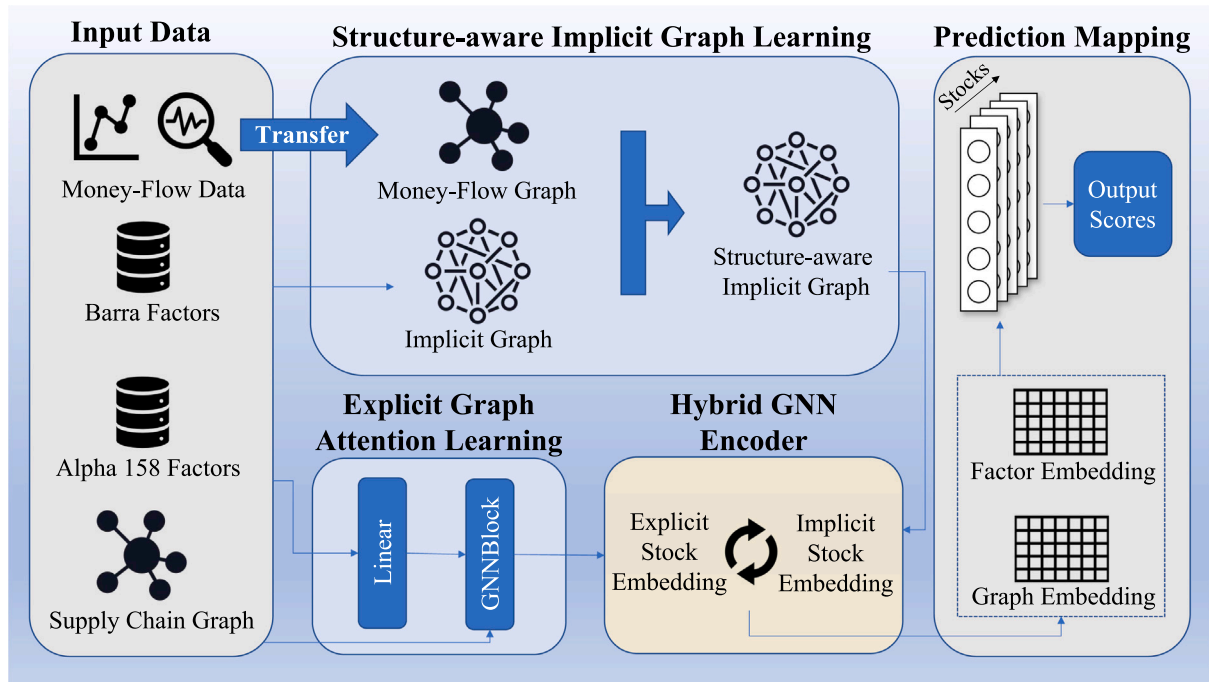 Input Data
Money-Flow Data
Barra Factors
Alpha 158 Factors
Supply Chain Graph
Structure-aware Implicit Graph Learning
Transfer
Money-Flow Graph
Implicit Graph
Structure-aware
Implicit Graph
Explicit Graph
Attention Learning
Linear
GNNBlock
Hybrid GNN
Encoder
Explicit
Stock
Embedding
Implicit
Stock
Embedding
Prediction Mapping
Stocks
Output
Scores
Factor Embedding
Graph Embedding